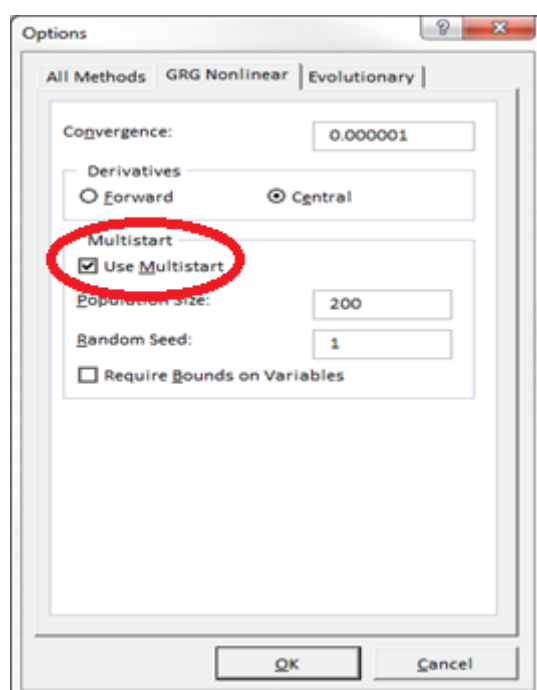 Options
All Methods GRG Nonlinear Evolutionary
Convergence: 0.000001
Derivatives
Forward Central
Multistart
Use Multistart
Population Size: 200
Random Seed: 1
Require Bounds on Variables
OK Cancel